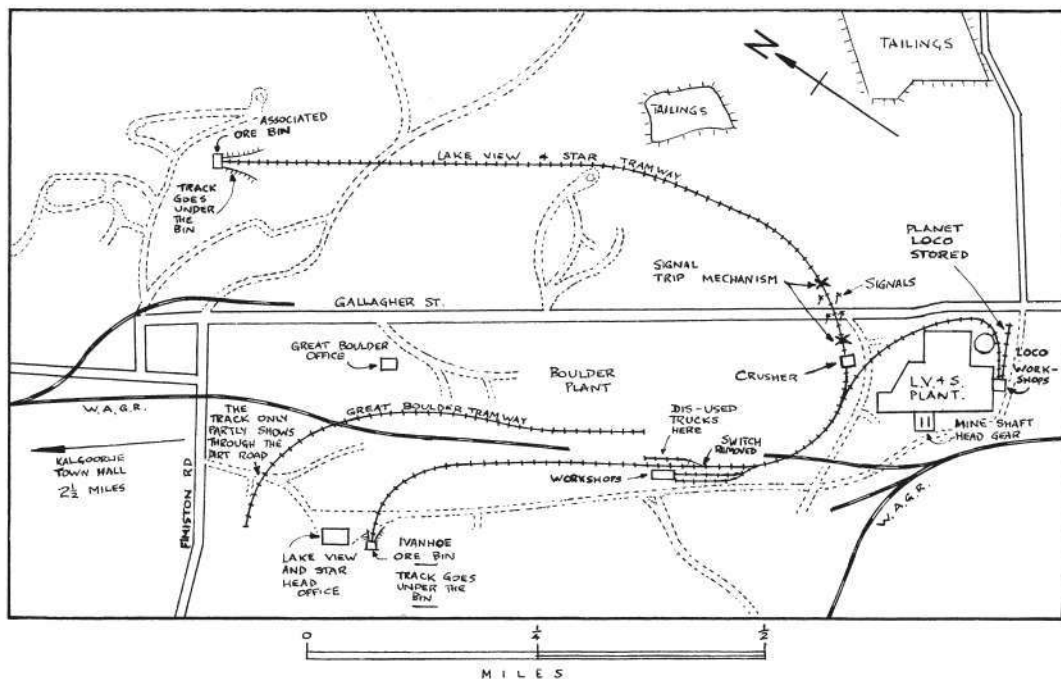 N
TAILINGS
TAILINGS
ASSOCIATED
ORE BIN
LAKE VIEW & STAR TRAMWAY
TRACK
GOES
UNDER
THE
BIN
PLANET
LOCO
STORED
SIGNAL
TRIP MECHANISM
SIGNALS
GALLAGHER ST.
GREAT BOULDER
OFFICE
BOULDER
PLANT
CRUSHER
L.V. & S.
PLANT.
LOCO
WORK-
SHOPS
MINE-SHAFT
HEAD GEAR
W.A.G.R.
THE
TRACK ONLY
PARTLY SHOWS
THROUGH THE
DIRT ROAD
GREAT BOULDER TRAMWAY
DIS-USED
TRUCKS
HERE
SWITCH
REMOVED
WORKSHOPS
W.A.G.R.
KALGOORLIE
TOWN HALL
2½ MILES
FIMISTON RD
LAKE VIEW
AND STAR
HEAD
OFFICE
IVANHOE
ORE BIN
TRACK GOES
UNDER THE
BIN
0 ¼ ½
MILES